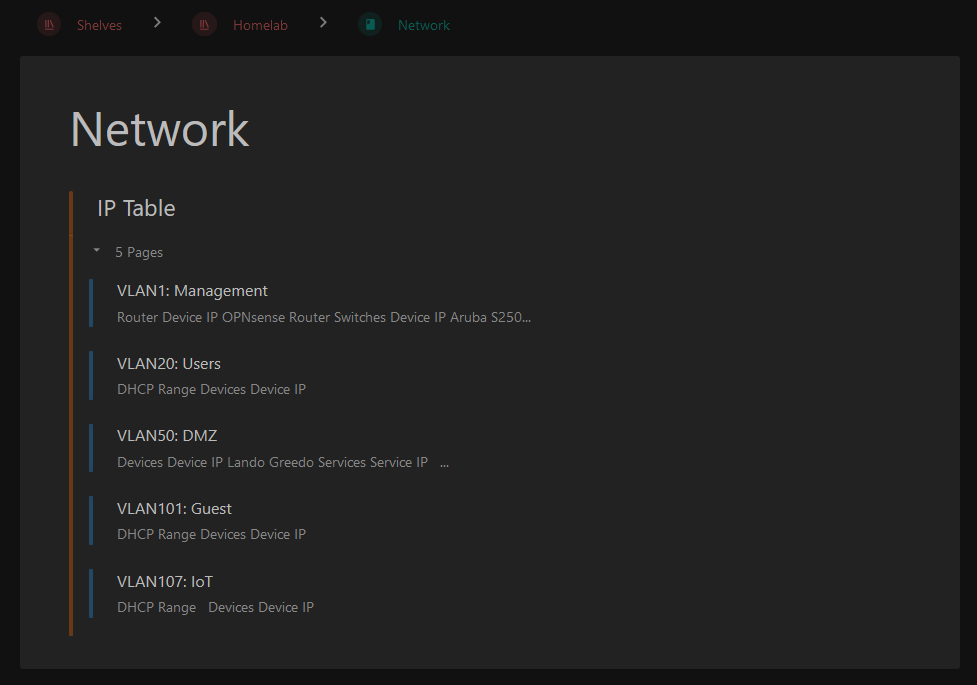 Shelves > Homelab > Network
Network
IP Table
5 Pages
VLAN1: Management
Router Device IP OPNsense Router Switches Device IP Aruba S250...
VLAN20: Users
DHCP Range Devices Device IP
VLAN50: DMZ
Devices Device IP Lando Greedo Services Service IP ...
VLAN101: Guest
DHCP Range Devices Device IP
VLAN107: IoT
DHCP Range Devices Device IP